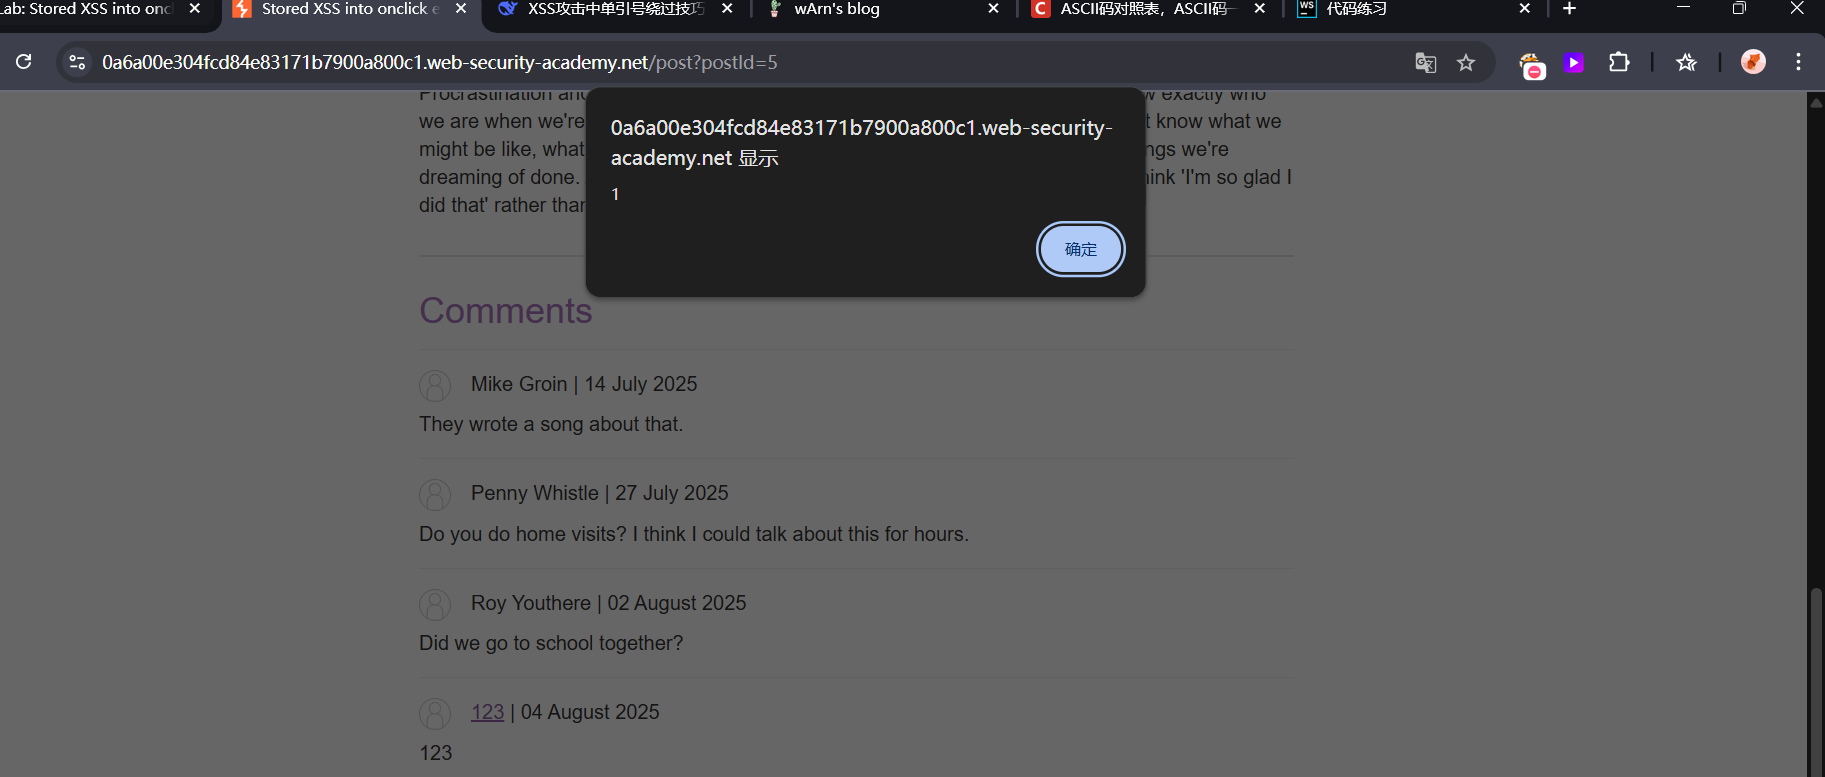 Lab: Stored XSS into oncl
Stored XSS into onclick e
XSS攻击中单引号绕过技巧
wArn's blog
ASCII码对照表，ASCII码一
WS
代码练习
0a6a00e304fcd84e83171b7900a800c1.web-security-academy.net/post?postId=5
Procrastination and
w exactly who
we are when we're
t know what we
might be like, what
ngs we're
dreaming of done.
hink 'I'm so glad I
did that' rather than
0a6a00e304fcd84e83171b7900a800c1.web-security-
academy.net 显示
1
确定
Comments
Mike Groin | 14 July 2025
They wrote a song about that.
Penny Whistle | 27 July 2025
Do you do home visits? I think I could talk about this for hours.
Roy Youthere | 02 August 2025
Did we go to school together?
123 | 04 August 2025
123